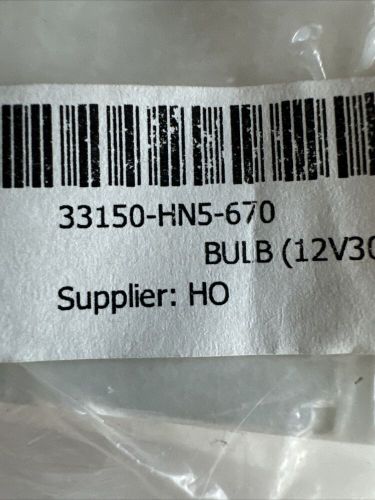 33150-HN5-670
BULB (12V30
Supplier: HO